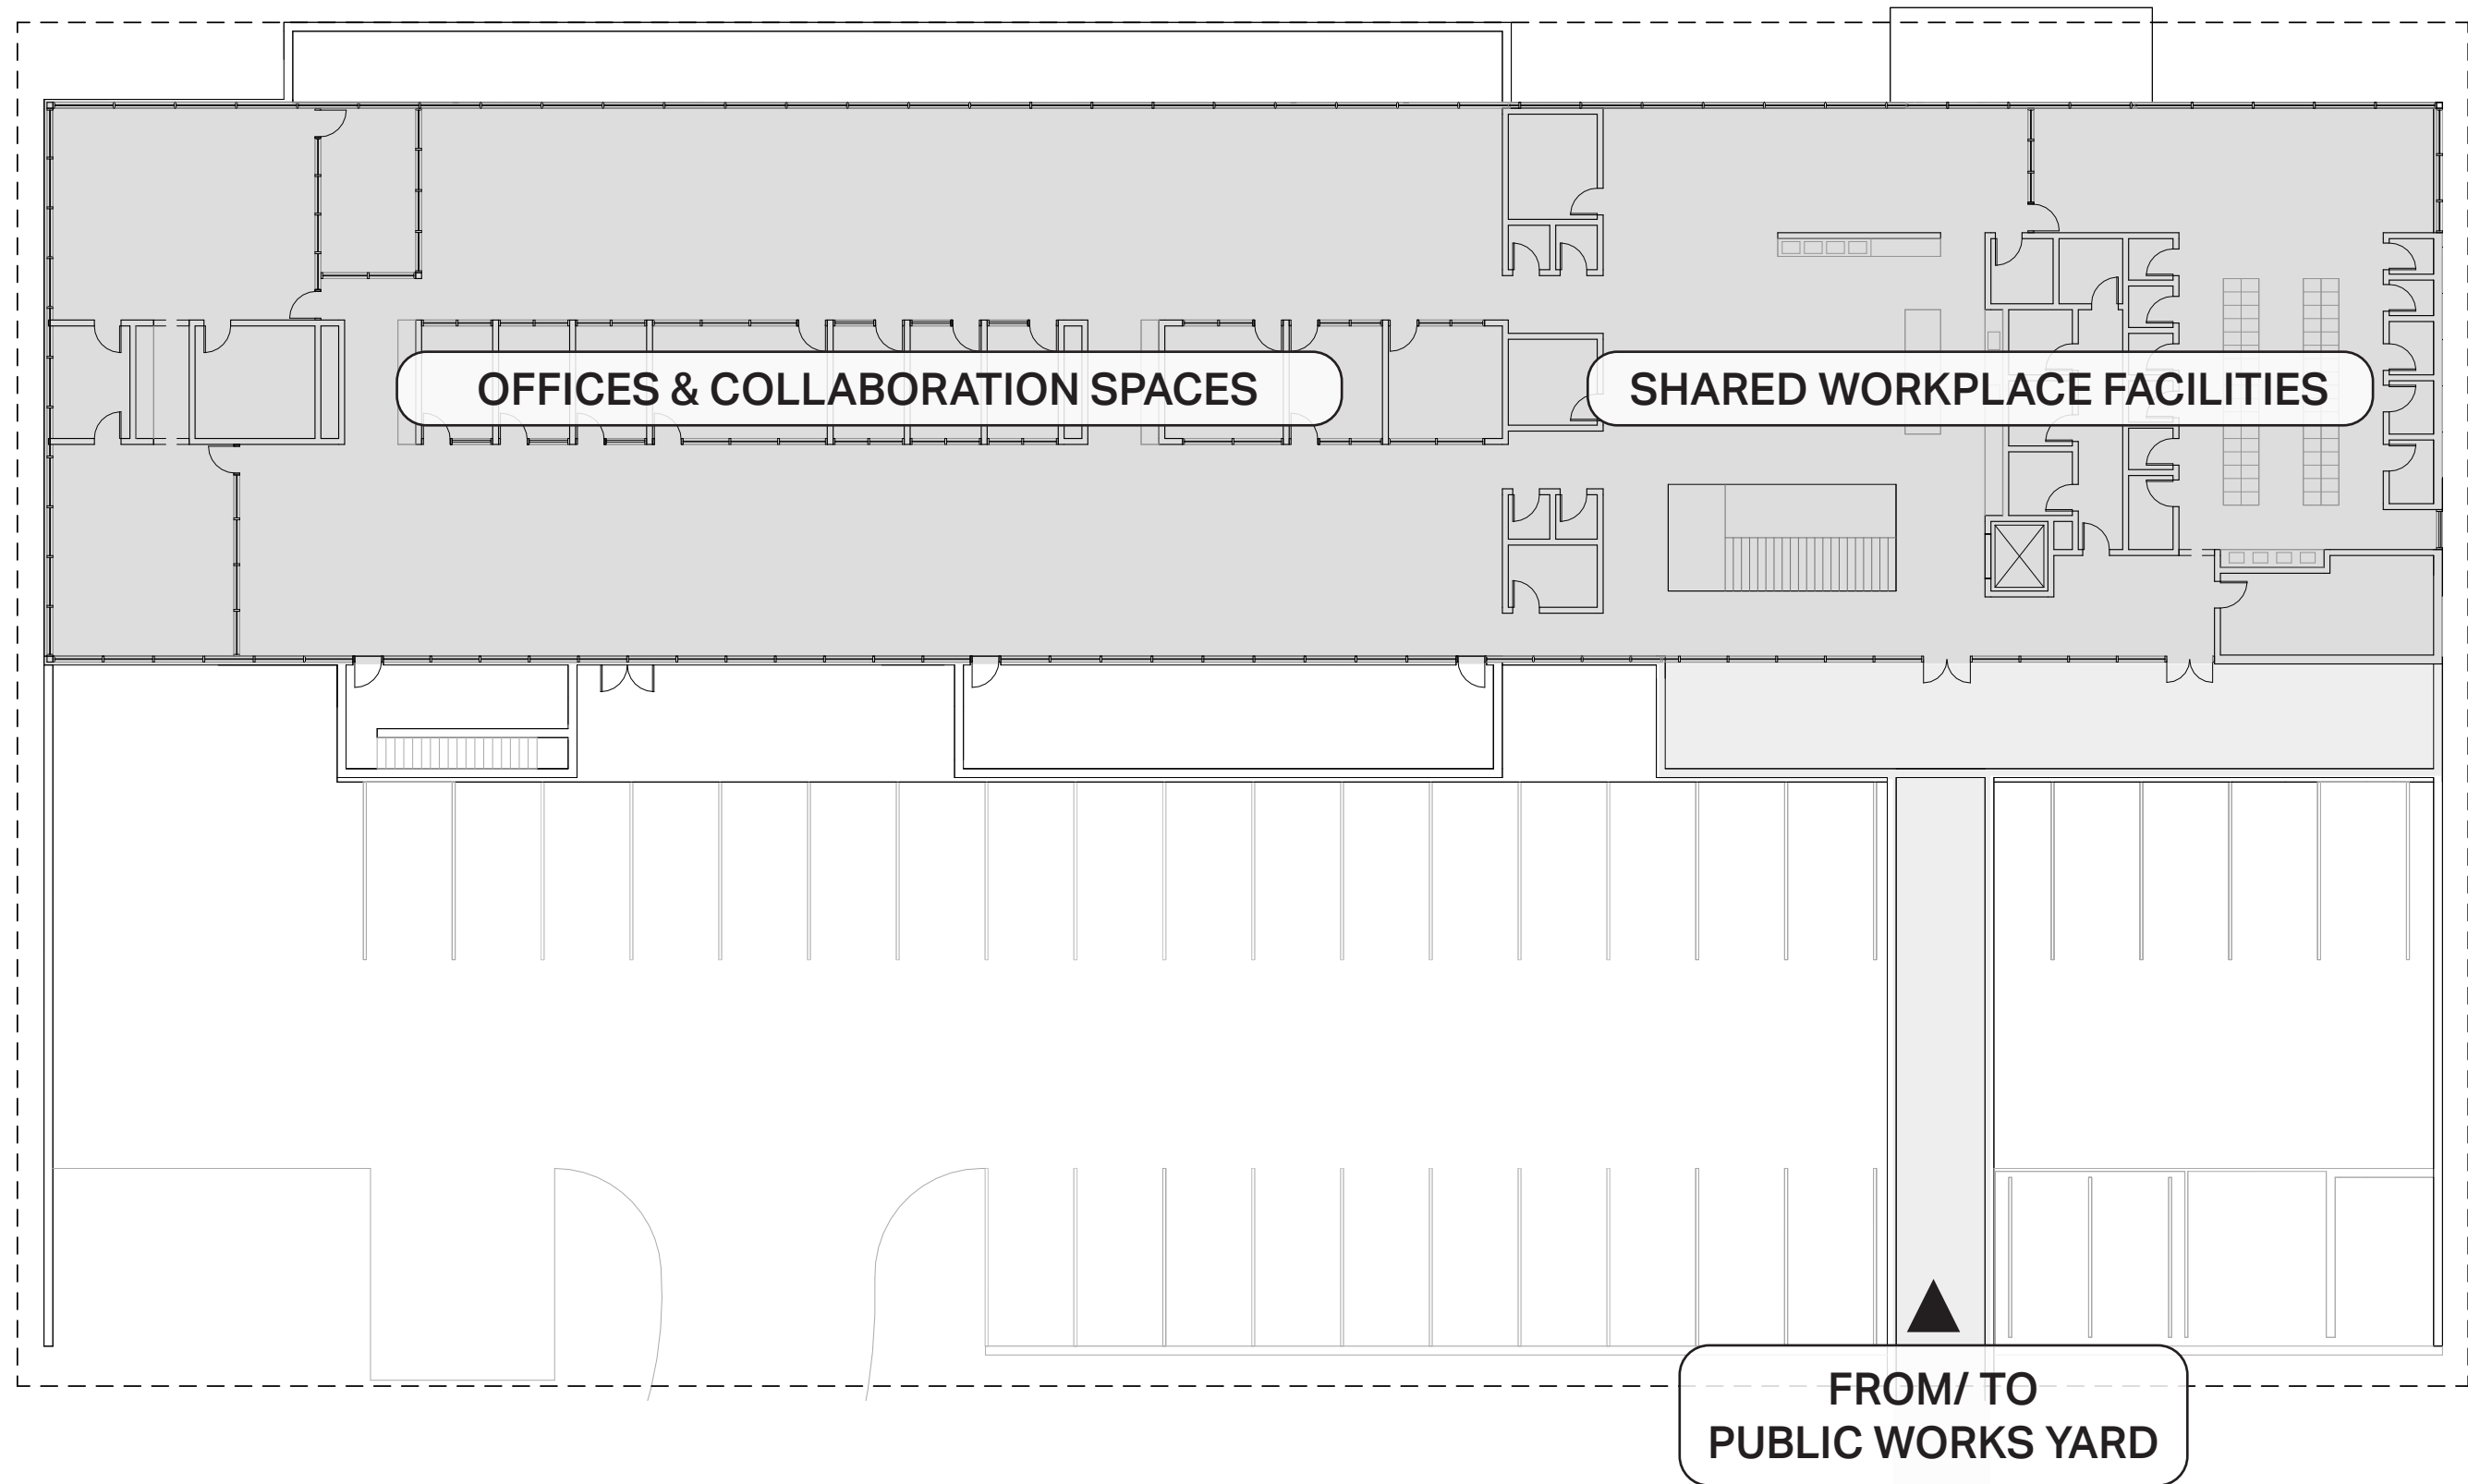 OFFICES & COLLABORATION SPACES
SHARED WORKPLACE FACILITIES
FROM/ TO
PUBLIC WORKS YARD